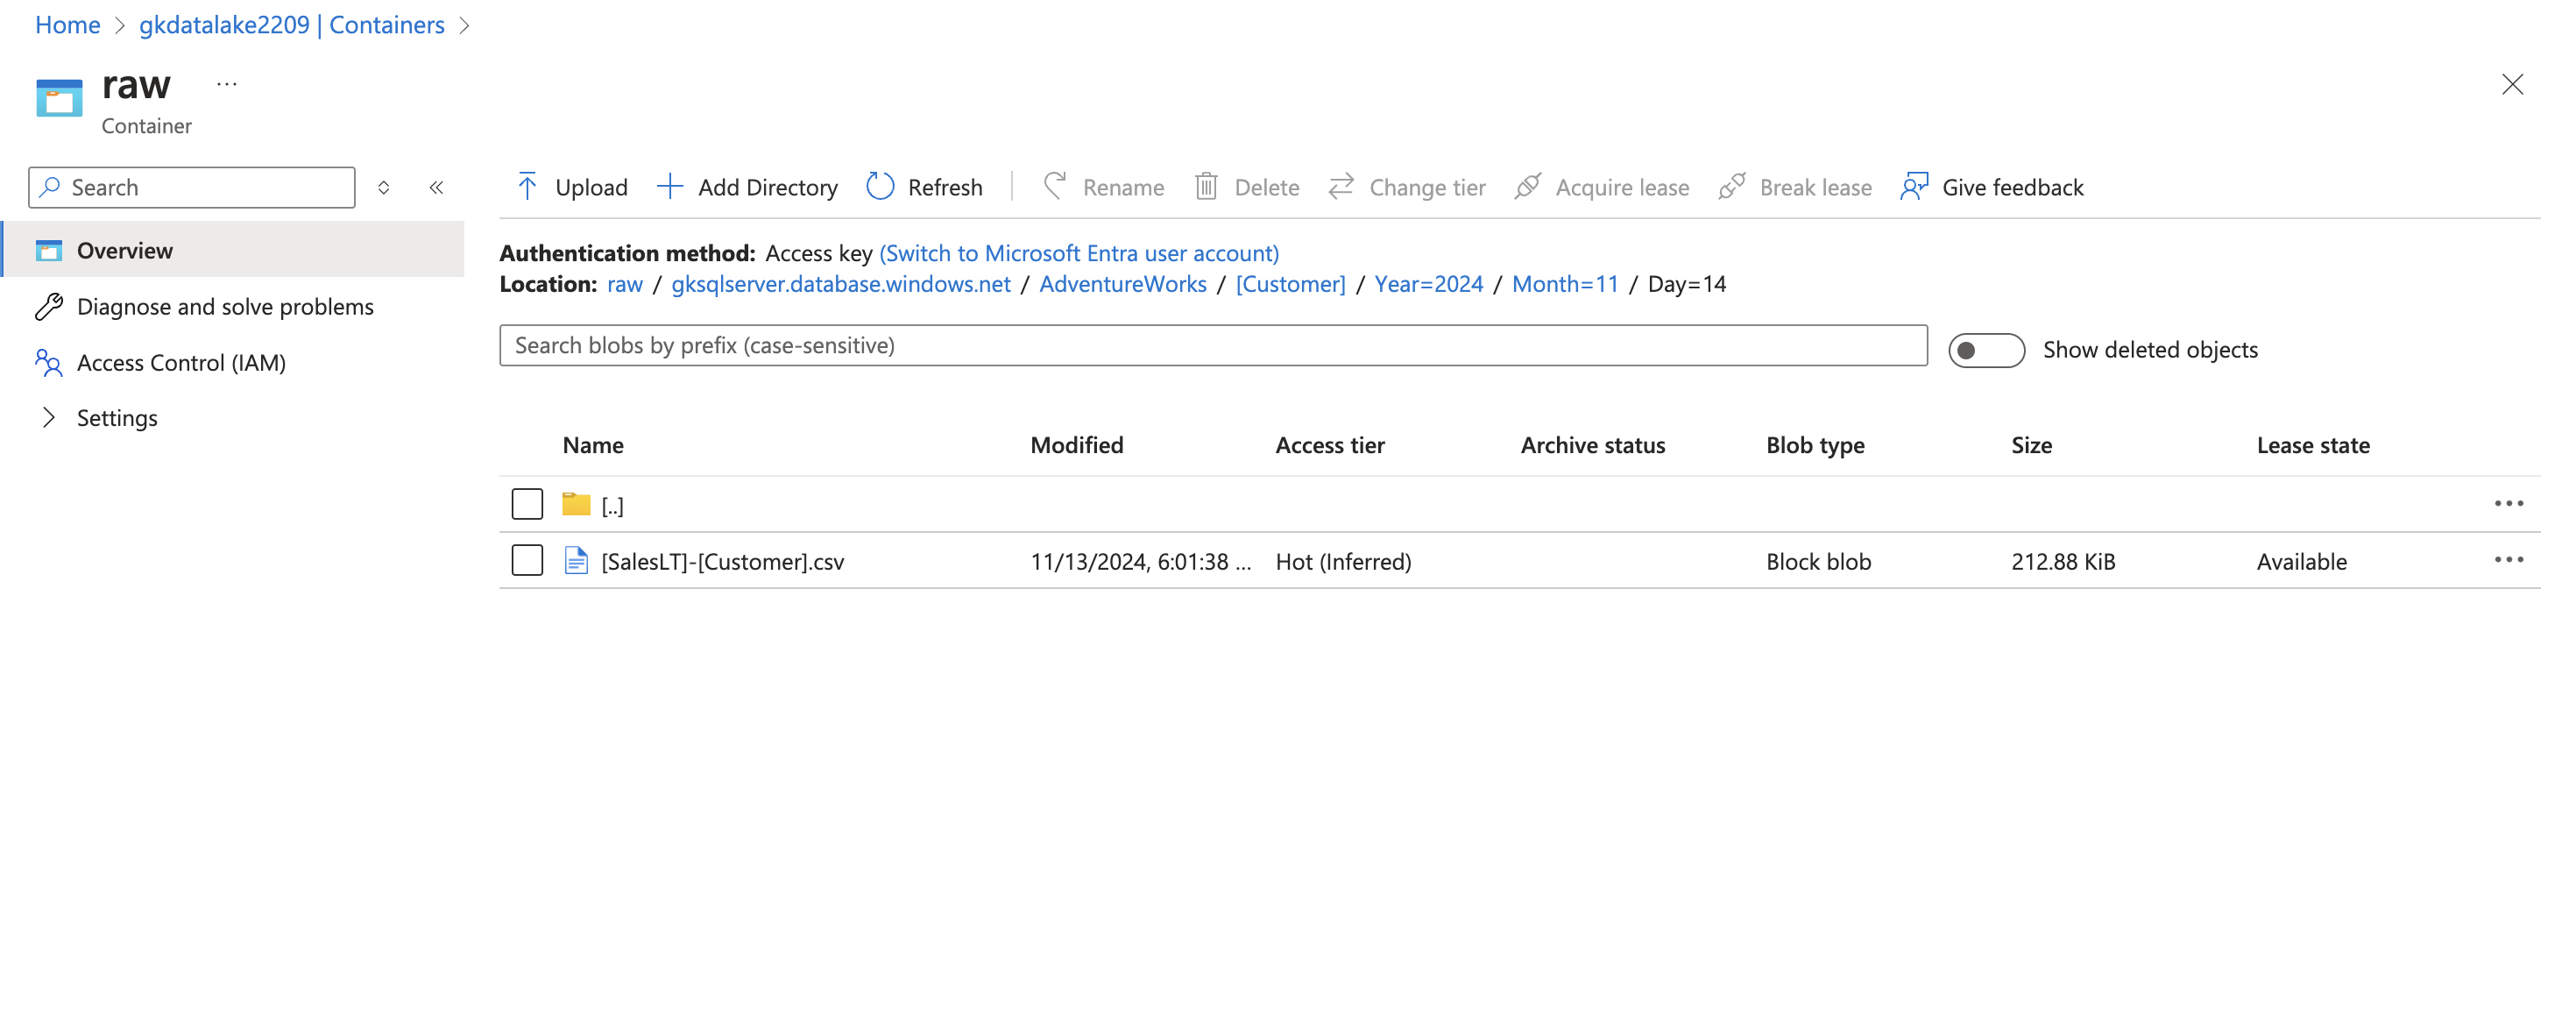 Home > gkdatalake2209 | Containers >
raw ...
Container
Search
Overview
Diagnose and solve problems
Access Control (IAM)
Settings
Upload Add Directory Refresh Rename Delete Change tier Acquire lease Break lease Give feedback
Authentication method: Access key (Switch to Microsoft Entra user account)
Location: raw / gksqlserver.database.windows.net / AdventureWorks / [Customer] / Year=2024 / Month=11 / Day=14
Search blobs by prefix (case-sensitive)
Show deleted objects
Name Modified Access tier Archive status Blob type Size Lease state
[..]
[SalesLT]-[Customer].csv 11/13/2024, 6:01:38 ... Hot (Inferred) Block blob 212.88 KiB Available